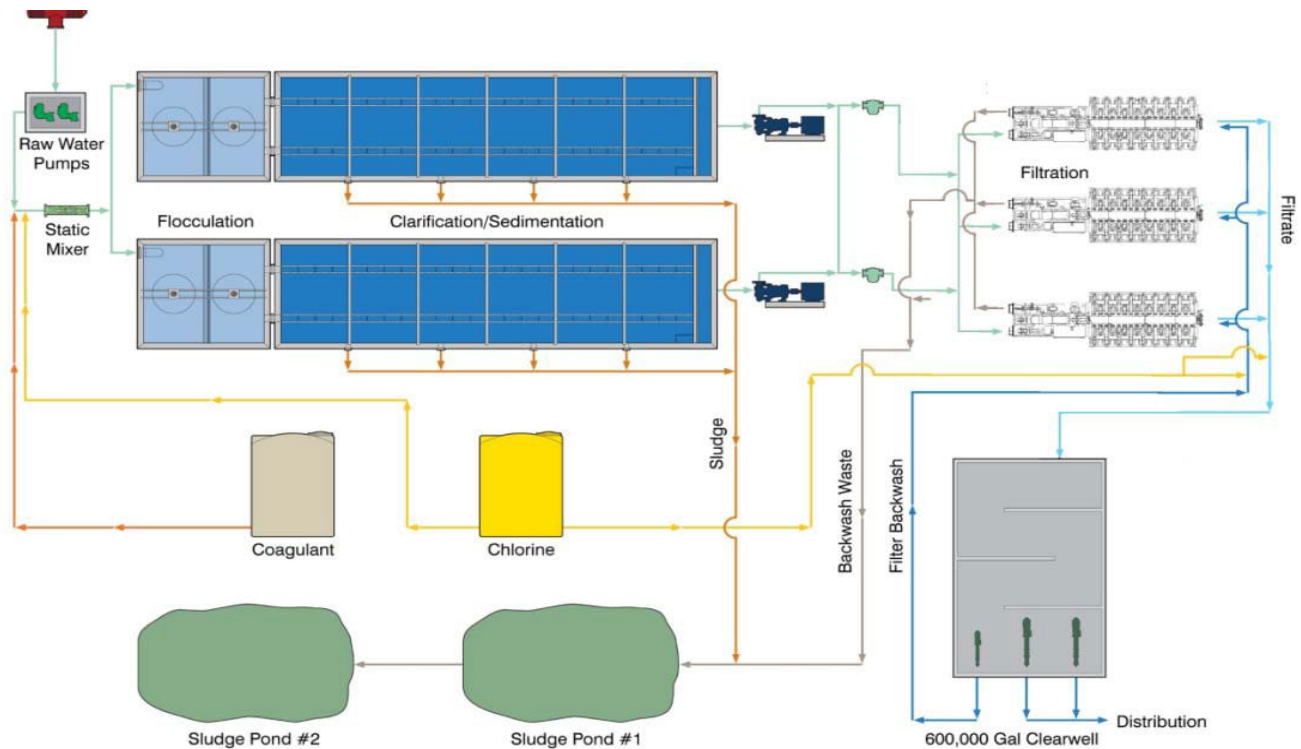 Raw Water
Pumps
Static
Mixer
Flocculation
Clarification/Sedimentation
Filtration
Filtrate
Sludge
Backwash Waste
Filter Backwash
Coagulant
Chlorine
Sludge Pond #2
Sludge Pond #1
600,000 Gal Clearwell
Distribution